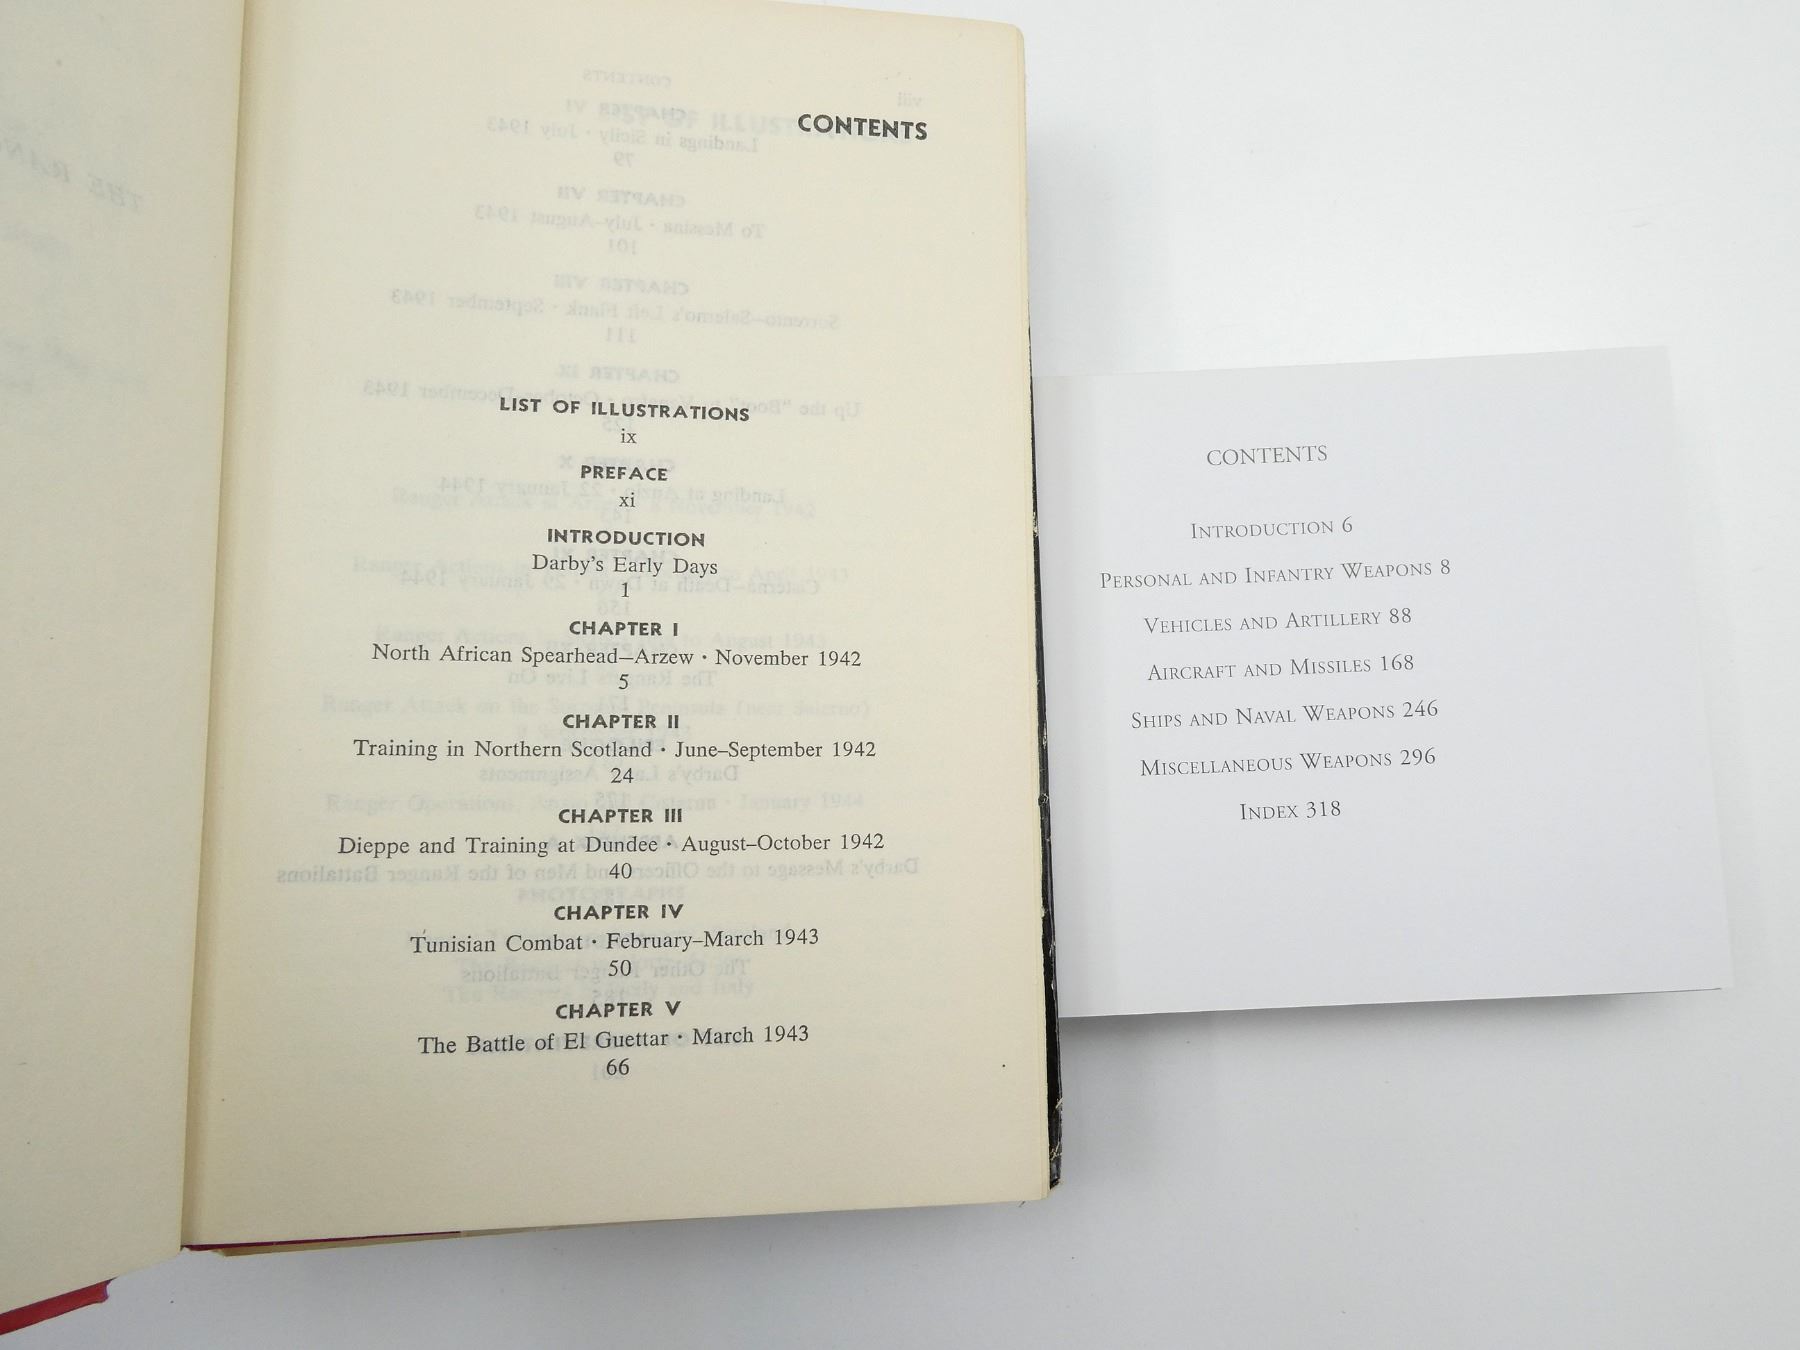 CONTENTS
LIST OF ILLUSTRATIONS
ix
PREFACE
xi
INTRODUCTION
Darby's Early Days
1
CHAPTER I
North African Spearhead—Arzew · November 1942
5
CHAPTER II
Training in Northern Scotland · June–September 1942
24
CHAPTER III
Dieppe and Training at Dundee · August–October 1942
40
CHAPTER IV
Tunisian Combat · February–March 1943
50
CHAPTER V
The Battle of El Guettar · March 1943
66
CONTENTS
INTRODUCTION 6
PERSONAL AND INFANTRY WEAPONS 8
VEHICLES AND ARTILLERY 88
AIRCRAFT AND MISSILES 168
SHIPS AND NAVAL WEAPONS 246
MISCELLANEOUS WEAPONS 296
INDEX 318